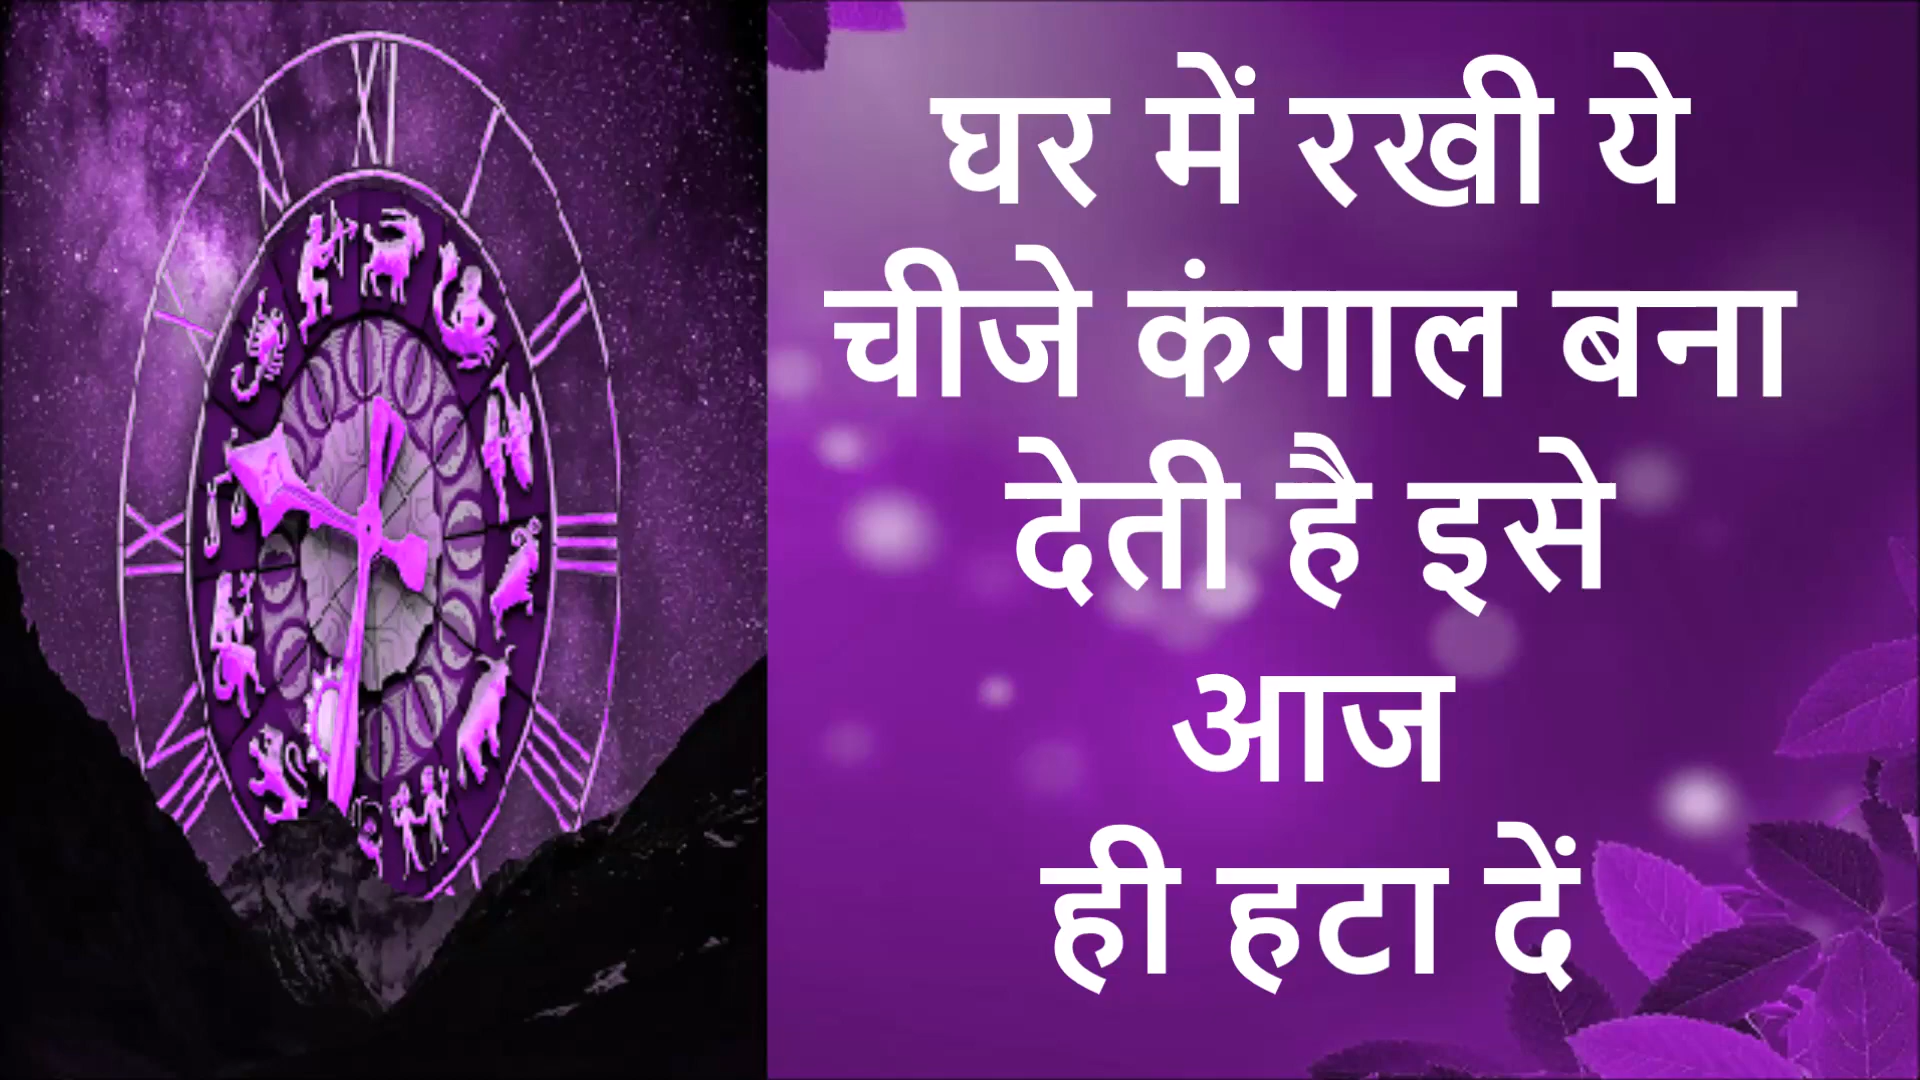 घर में रखी ये
चीजे कंगाल बना
देती है इसे
आज
ही हटा दें